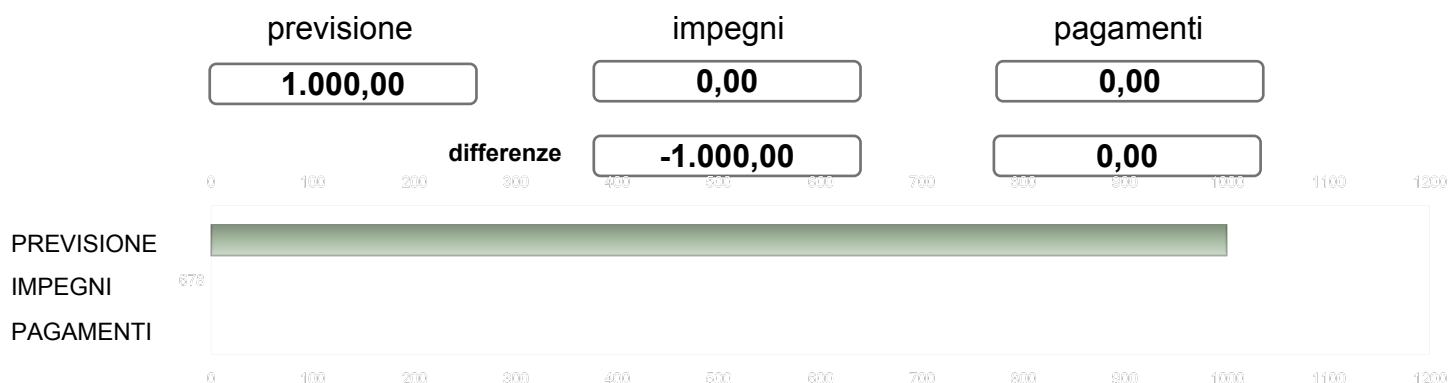 previsione impegni pagamenti
1.000,00 0,00 0,00
differenze -1.000,00 0,00
0 100 200 300 400 500 600 700 800 900 1000 1100 1200
PREVISIONE
678
IMPEGNI
PAGAMENTI
0 100 200 300 400 500 600 700 800 900 1000 1100 1200